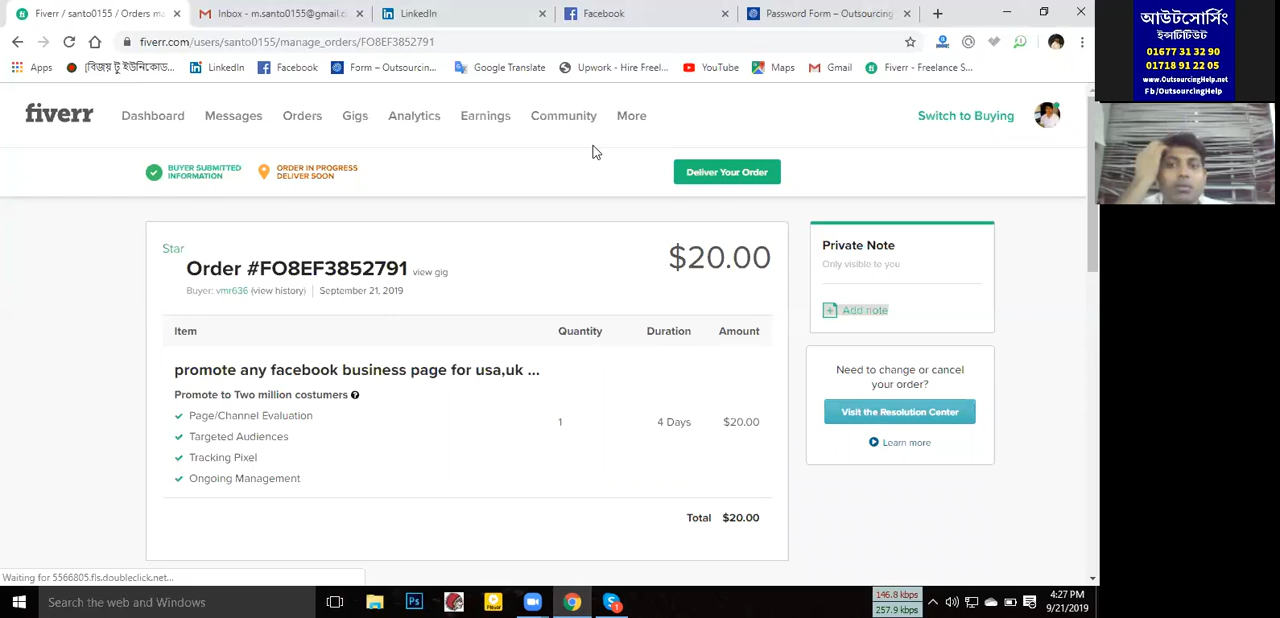 Fiverr / santo0155 / Orders ma
Inbox - m.santo0155@gmail.c
LinkedIn
Facebook
Password Form – Outsourcing
fiverr.com/users/santo0155/manage_orders/FO8EF3852791
Apps
বিজয় টু ইউনিকোড...
LinkedIn
Facebook
Form – Outsourcin...
Google Translate
Upwork - Hire Freel...
YouTube
Maps
Gmail
Fiverr - Freelance S...
আউটসোর্সিং
ইন্সটিটিউট
01677 31 32 90
01718 91 22 05
www.OutsourcingHelp.net
Fb/OutsourcingHelp
fiverr
Dashboard
Messages
Orders
Gigs
Analytics
Earnings
Community
More
Switch to Buying
BUYER SUBMITTED
INFORMATION
ORDER IN PROGRESS
DELIVER SOON
Deliver Your Order
Star
Order #FO8EF3852791 view gig
$20.00
Buyer: vmr636 (view history) | September 21, 2019
Item Quantity Duration Amount
promote any facebook business page for usa,uk ...
Promote to Two million costumers
Page/Channel Evaluation
Targeted Audiences
Tracking Pixel
Ongoing Management
1 4 Days $20.00
Total $20.00
Private Note
Only visible to you
Add note
Need to change or cancel
your order?
Visit the Resolution Center
Learn more
Waiting for 5566805.fls.doubleclick.net...
Search the web and Windows
146.8 kbps
257.9 kbps
4:27 PM
9/21/2019